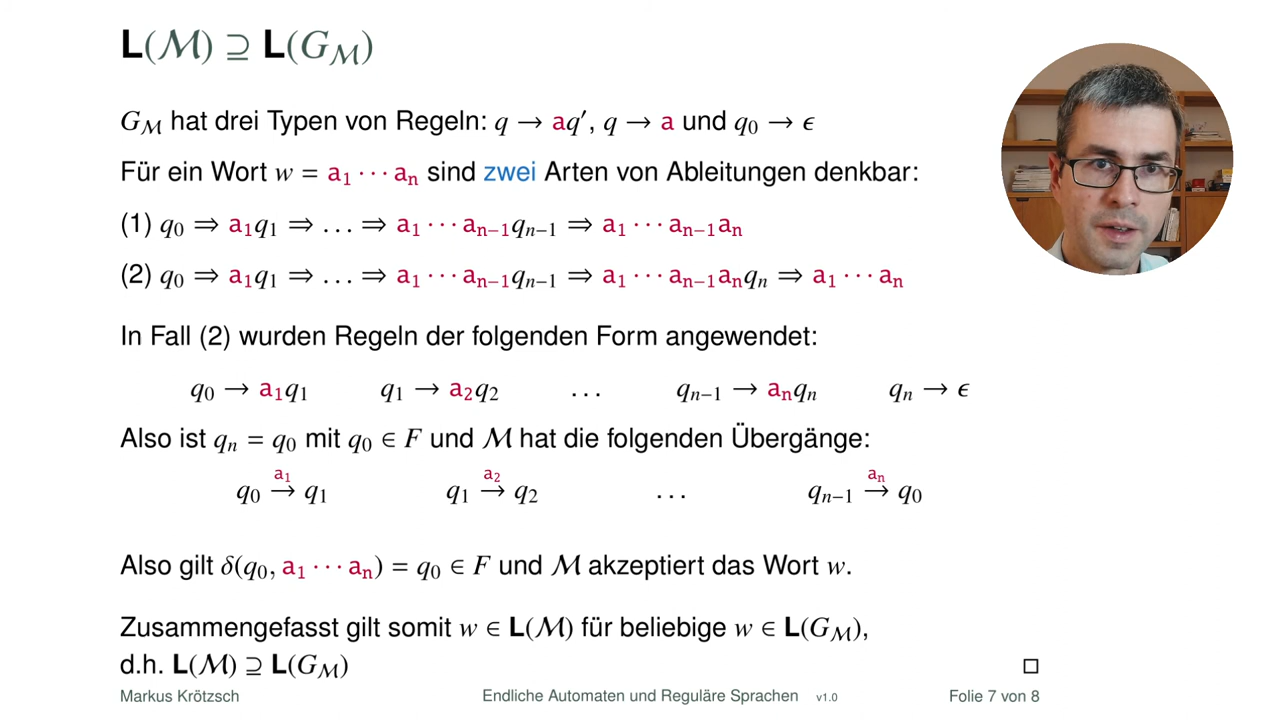 L(ℳ) ⊇ L(G_ℳ)
G_ℳ hat drei Typen von Regeln: q → aq′, q → a und q₀ → ϵ
Für ein Wort w = a₁ ⋯ aₙ sind zwei Arten von Ableitungen denkbar:
(1) q₀ ⇒ a₁q₁ ⇒ … ⇒ a₁ ⋯ aₙ₋₁qₙ₋₁ ⇒ a₁ ⋯ aₙ₋₁aₙ
(2) q₀ ⇒ a₁q₁ ⇒ … ⇒ a₁ ⋯ aₙ₋₁qₙ₋₁ ⇒ a₁ ⋯ aₙ₋₁aₙqₙ ⇒ a₁ ⋯ aₙ
In Fall (2) wurden Regeln der folgenden Form angewendet:
q₀ → a₁q₁ q₁ → a₂q₂ … qₙ₋₁ → aₙqₙ qₙ → ϵ
Also ist qₙ = q₀ mit q₀ ∈ F und ℳ hat die folgenden Übergänge:
a₁ a₂ aₙ
q₀ → q₁ q₁ → q₂ … qₙ₋₁ → q₀
Also gilt δ(q₀, a₁ ⋯ aₙ) = q₀ ∈ F und ℳ akzeptiert das Wort w.
Zusammengefasst gilt somit w ∈ L(ℳ) für beliebige w ∈ L(G_ℳ),
d.h. L(ℳ) ⊇ L(G_ℳ) □
Markus Krötzsch Endliche Automaten und Reguläre Sprachen v1.0 Folie 7 von 8